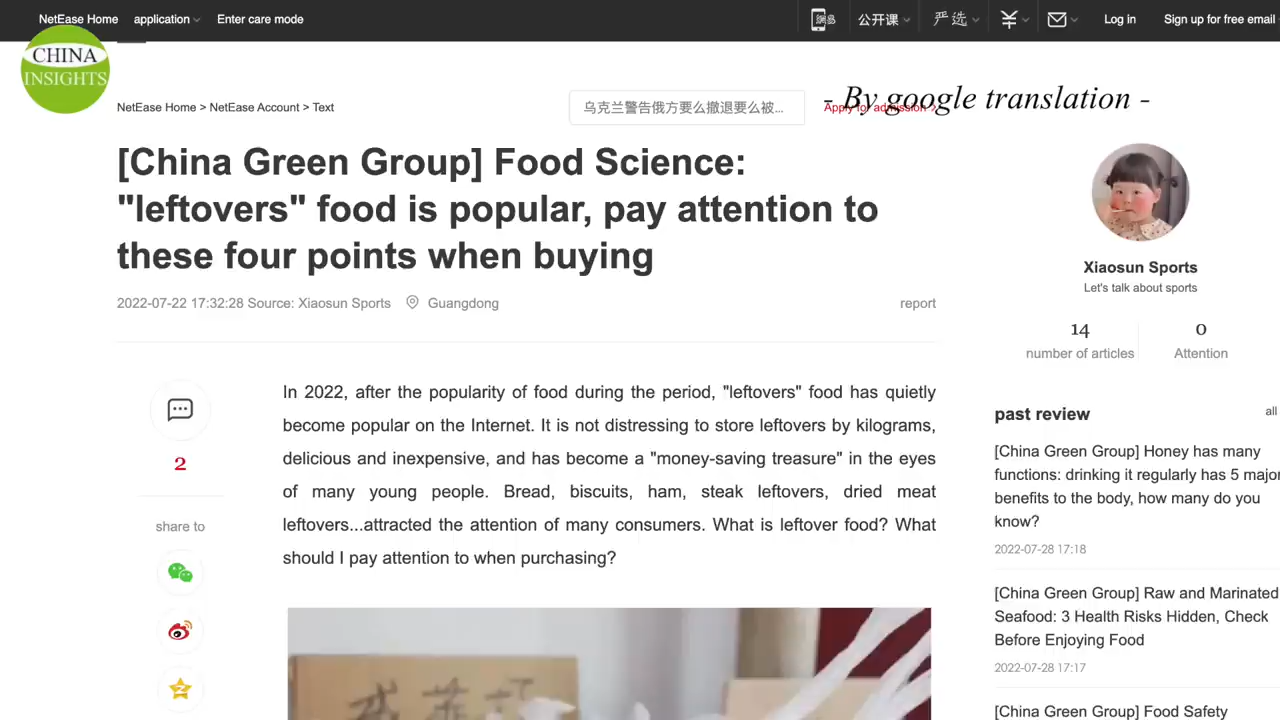 NetEase Home application Enter care mode 公开课 严选 Log in Sign up for free email
CHINA
INSIGHTS
NetEase Home > NetEase Account > Text
乌克兰警告俄方要么撤退要么被...
Apply for admission >
- By google translation -
[China Green Group] Food Science:
"leftovers" food is popular, pay attention to
these four points when buying
2022-07-22 17:32:28 Source: Xiaosun Sports Guangdong report
In 2022, after the popularity of food during the period, "leftovers" food has quietly
become popular on the Internet. It is not distressing to store leftovers by kilograms,
delicious and inexpensive, and has become a "money-saving treasure" in the eyes
of many young people. Bread, biscuits, ham, steak leftovers, dried meat
leftovers...attracted the attention of many consumers. What is leftover food? What
should I pay attention to when purchasing?
2
share to
Xiaosun Sports
Let's talk about sports
14 0
number of articles Attention
past review all
[China Green Group] Honey has many
functions: drinking it regularly has 5 major
benefits to the body, how many do you
know?
2022-07-28 17:18
[China Green Group] Raw and Marinated
Seafood: 3 Health Risks Hidden, Check
Before Enjoying Food
2022-07-28 17:17
[China Green Group] Food Safety